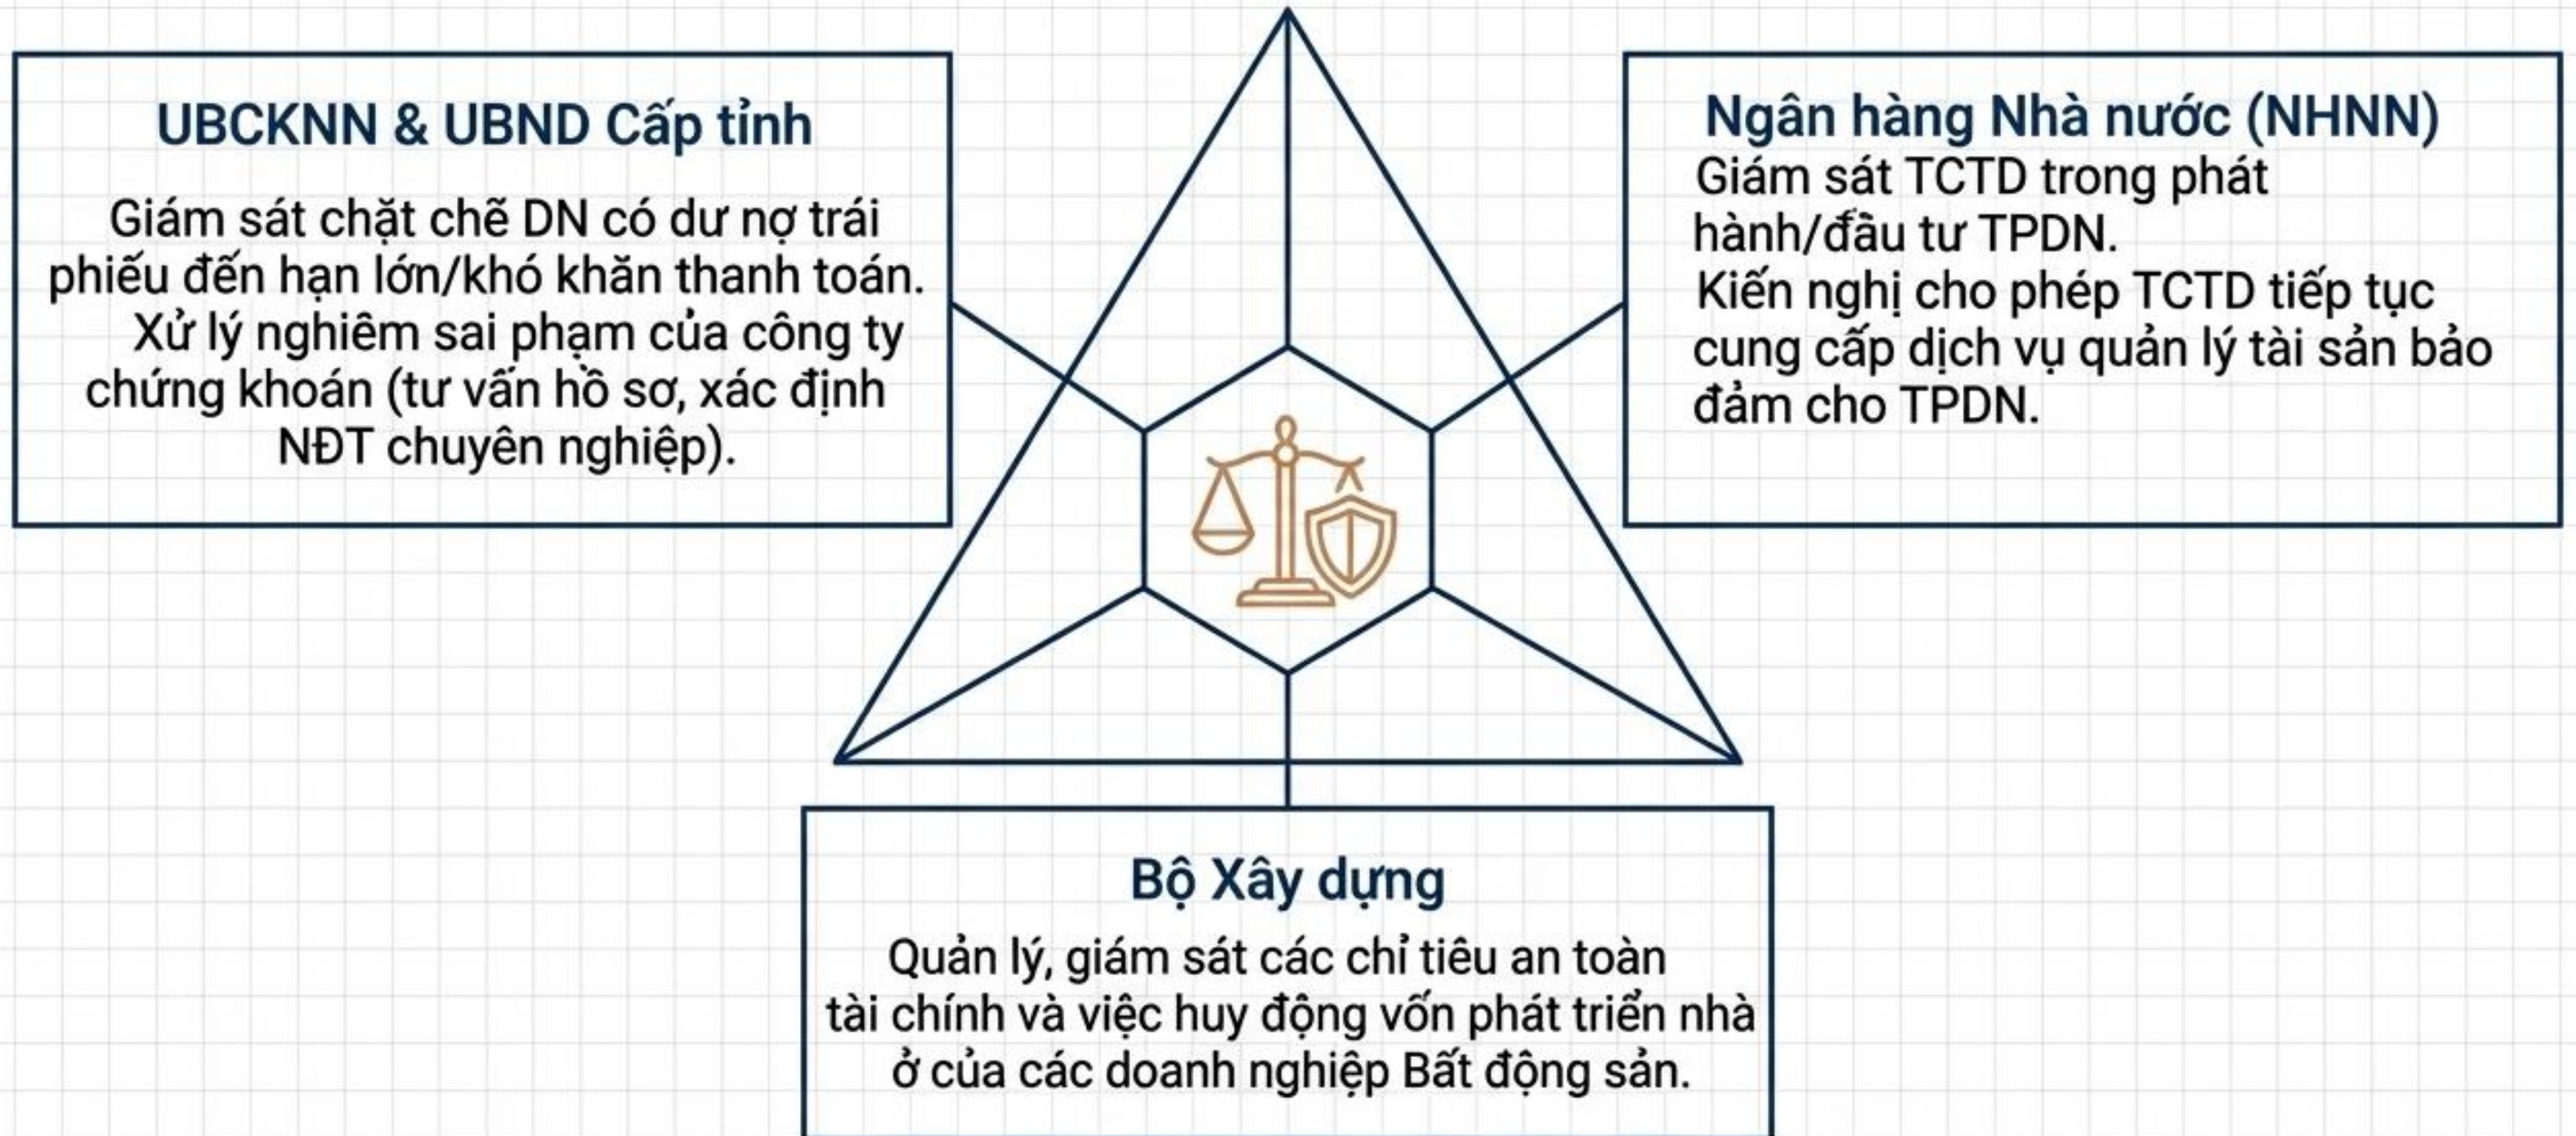 UBCKNN & UBND Cấp tỉnh
Giám sát chặt chẽ DN có dư nợ trái
phiếu đến hạn lớn/khó khăn thanh toán.
Xử lý nghiêm sai phạm của công ty
chứng khoán (tư vấn hồ sơ, xác định
NĐT chuyên nghiệp).
Ngân hàng Nhà nước (NHNN)
Giám sát TCTD trong phát
hành/đầu tư TPDN.
Kiến nghị cho phép TCTD tiếp tục
cung cấp dịch vụ quản lý tài sản bảo
đảm cho TPDN.
Bộ Xây dựng
Quản lý, giám sát các chỉ tiêu an toàn
tài chính và việc huy động vốn phát triển nhà
ở của các doanh nghiệp Bất động sản.